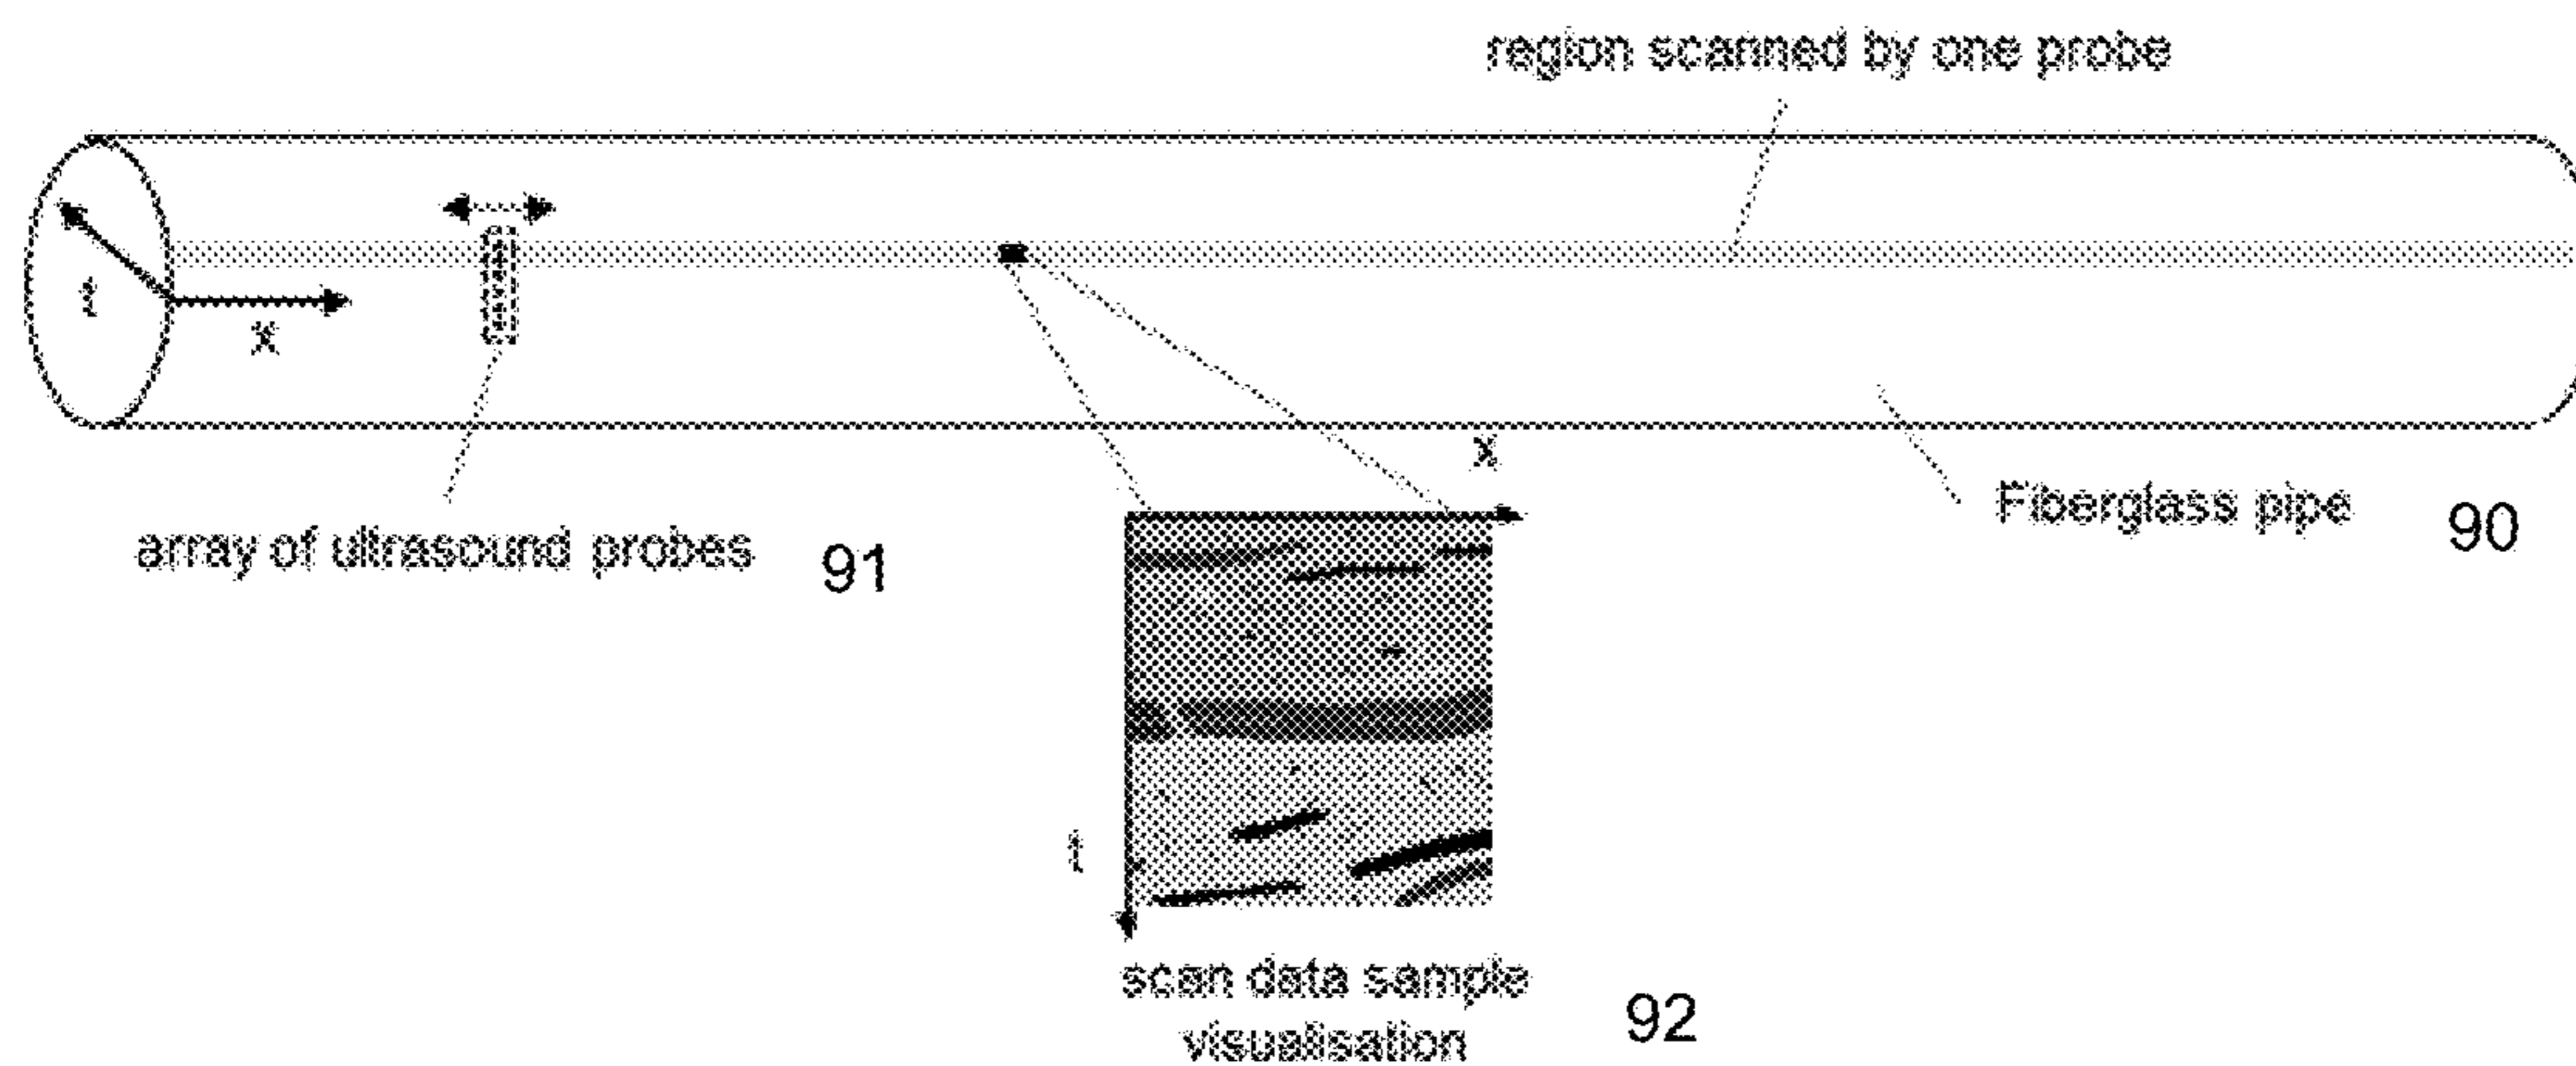 region scanned by one probe
t
x
x
Fiberglass pipe
90
array of ultrasound probes
91
t
scan data sample
visualisation
92